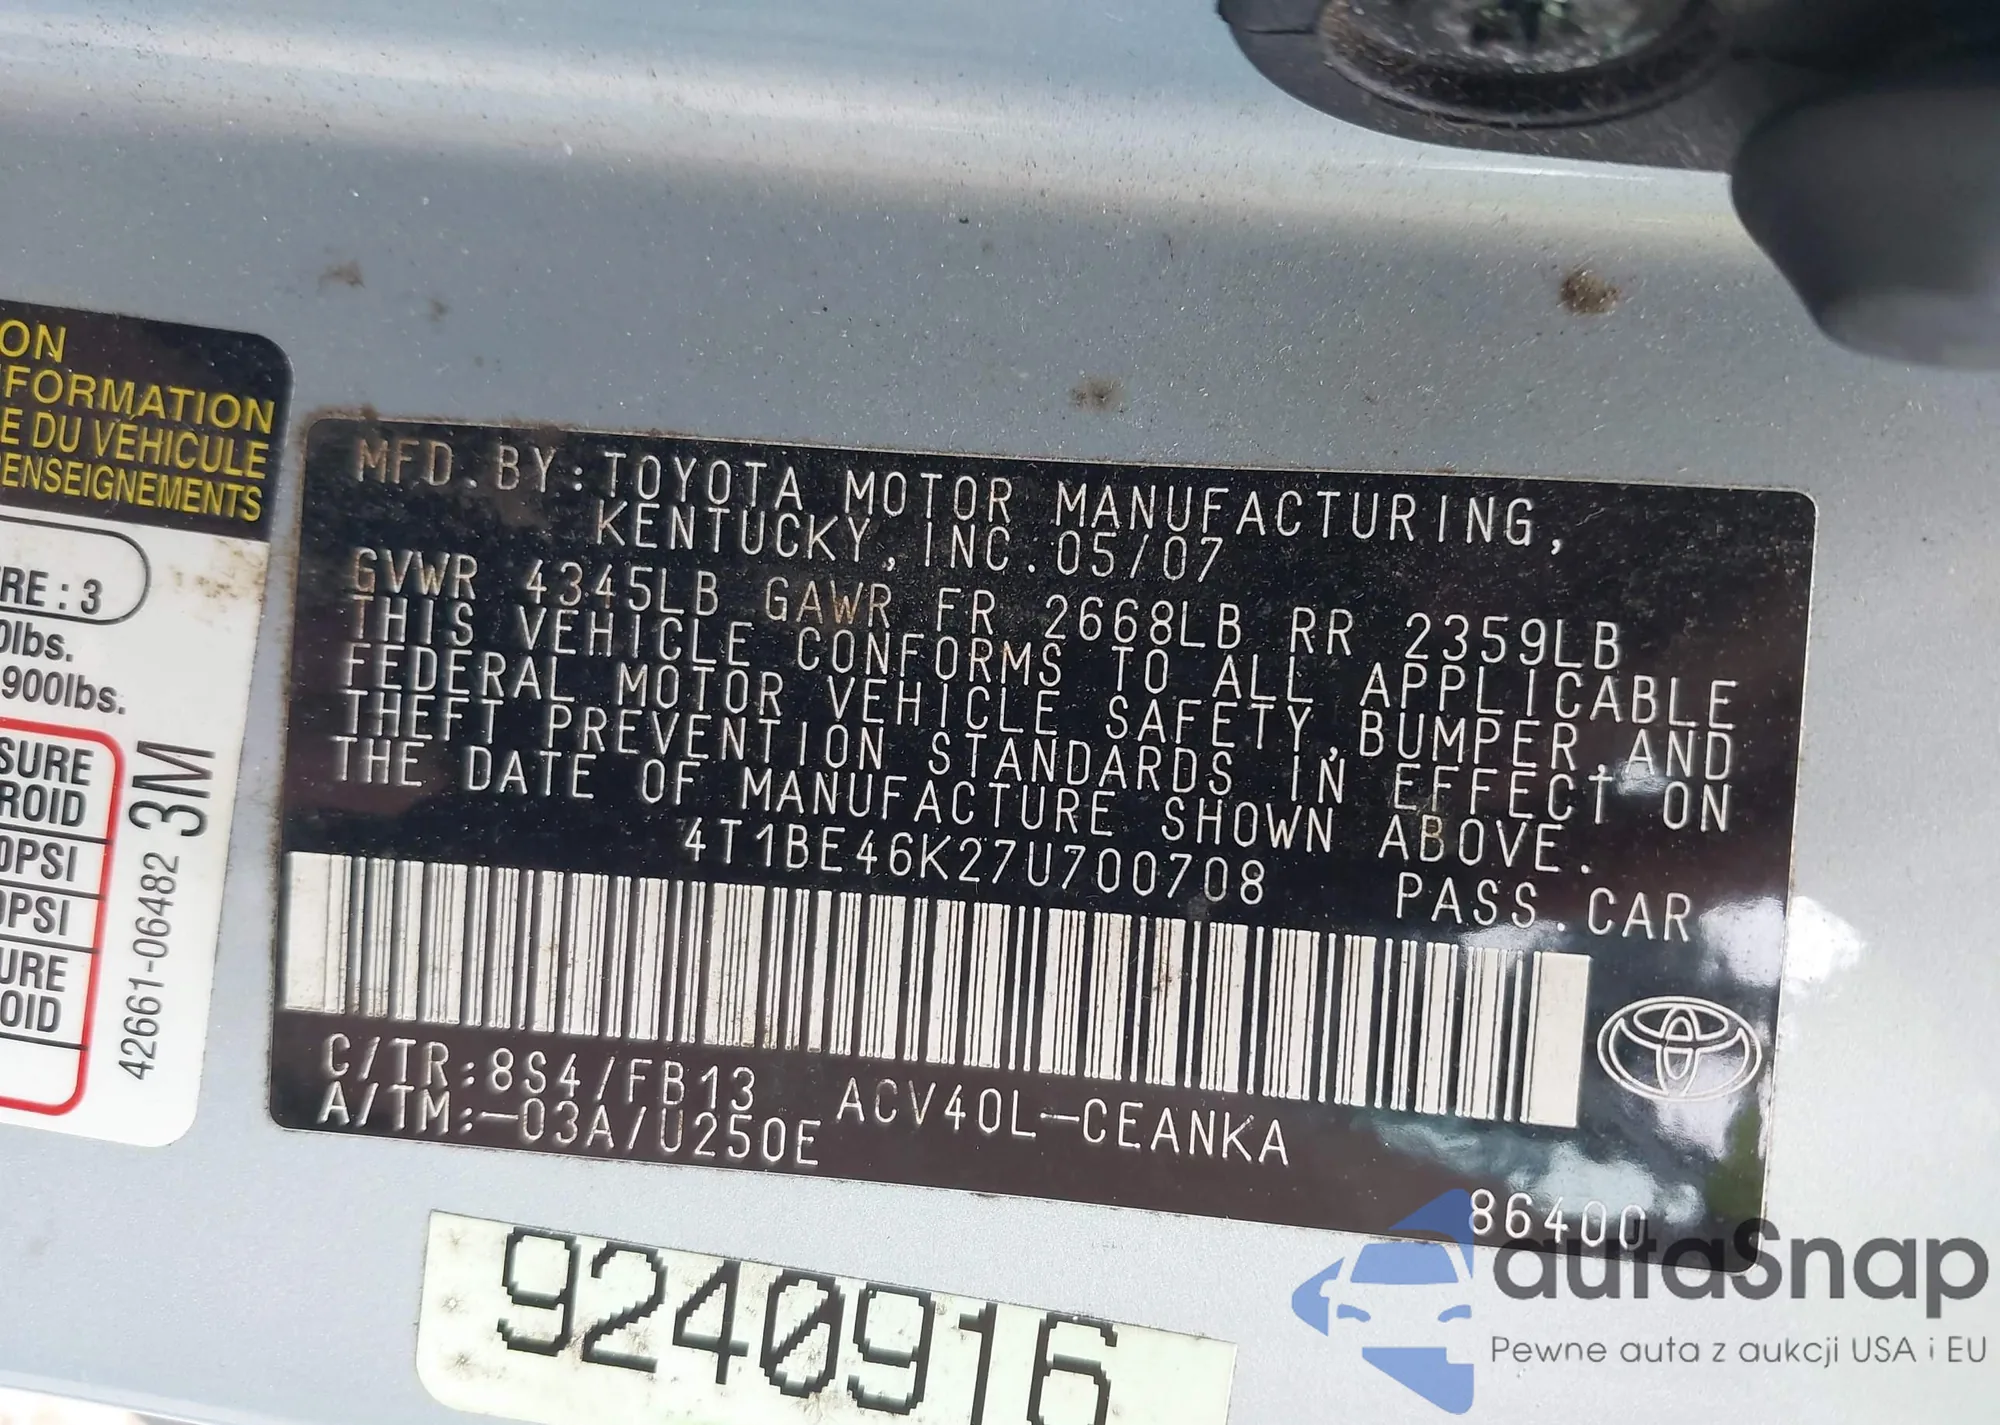 ON
FORMATION
E DU VÉHICULE
ENSEIGNEMENTS
RE : 3
0lbs.
900lbs.
SURE
ROID
0PSI
0PSI
URE
OID
42661-06482 3M
MFD.BY:TOYOTA MOTOR MANUFACTURING,
KENTUCKY,INC.05/07
GVWR 4345LB GAWR FR 2668LB RR 2359LB
THIS VEHICLE CONFORMS TO ALL APPLICABLE
FEDERAL MOTOR VEHICLE SAFETY,BUMPER,AND
THEFT PREVENTION STANDARDS IN EFFECT ON
THE DATE OF MANUFACTURE SHOWN ABOVE.
4T1BE46K27U700708 PASS.CAR
C/TR:8S4/FB13 ACV40L-CEANKA
A/TM:-03A/U250E
86400
9240916
autaSnap
Pewne auta z aukcji USA i EU